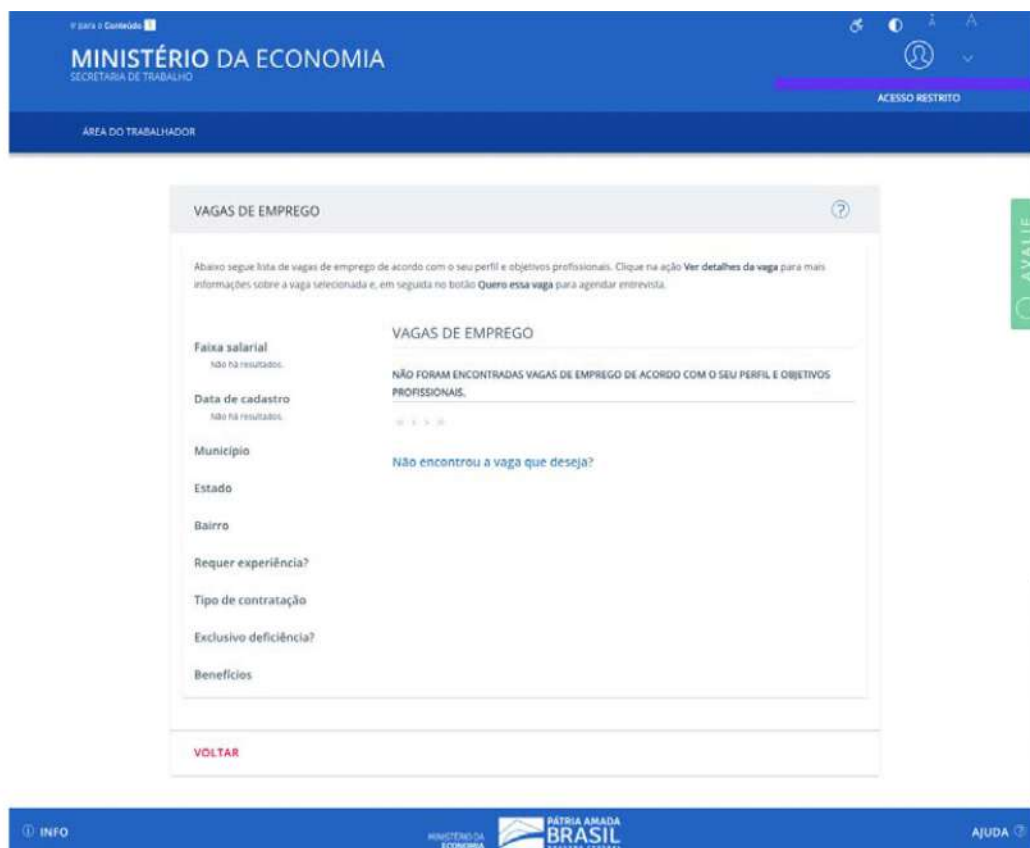 Ir para o Conteúdo 1
A A
MINISTÉRIO DA ECONOMIA
SECRETARIA DE TRABALHO
ACESSO RESTRITO
ÁREA DO TRABALHADOR
VAGAS DE EMPREGO
AVALIE
Abaixo segue lista de vagas de emprego de acordo com o seu perfil e objetivos profissionais. Clique na ação Ver detalhes da vaga para mais
informações sobre a vaga selecionada e, em seguida no botão Quero essa vaga para agendar entrevista.
Faixa salarial
Não há resultados.
Data de cadastro
Não há resultados.
Município
Estado
Bairro
Requer experiência?
Tipo de contratação
Exclusivo deficiência?
Benefícios
VAGAS DE EMPREGO
NÃO FORAM ENCONTRADAS VAGAS DE EMPREGO DE ACORDO COM O SEU PERFIL E OBJETIVOS
PROFISSIONAIS.
Não encontrou a vaga que deseja?
VOLTAR
INFO
MINISTÉRIO DA
ECONOMIA
PÁTRIA AMADA
BRASIL
AJUDA